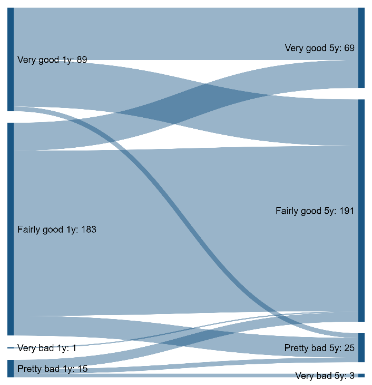 Very good 1y: 89
Fairly good 1y: 183
Very bad 1y: 1
Pretty bad 1y: 15
Very good 5y: 69
Fairly good 5y: 191
Pretty bad 5y: 25
Very bad 5y: 3